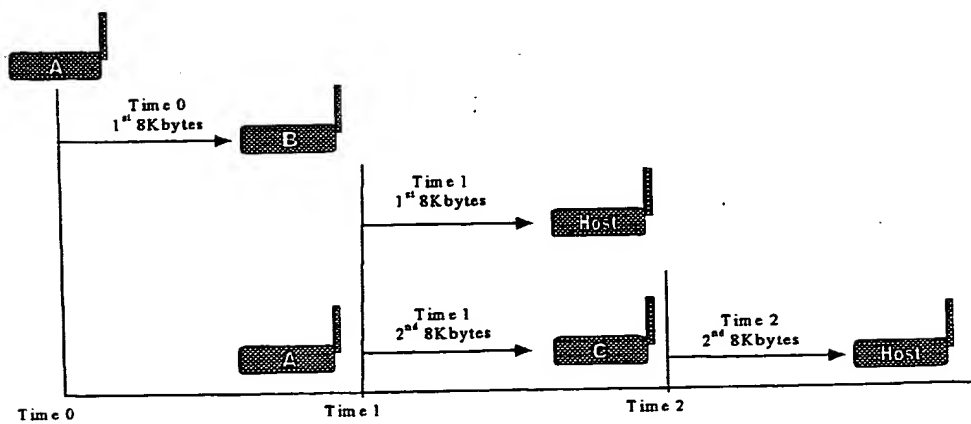 A
Time 0
1st 8Kbytes
B
Time 1
1st 8Kbytes
Host
A
Time 1
2nd 8Kbytes
C
Time 2
2nd 8Kbytes
Host
Time 0
Time 1
Time 2